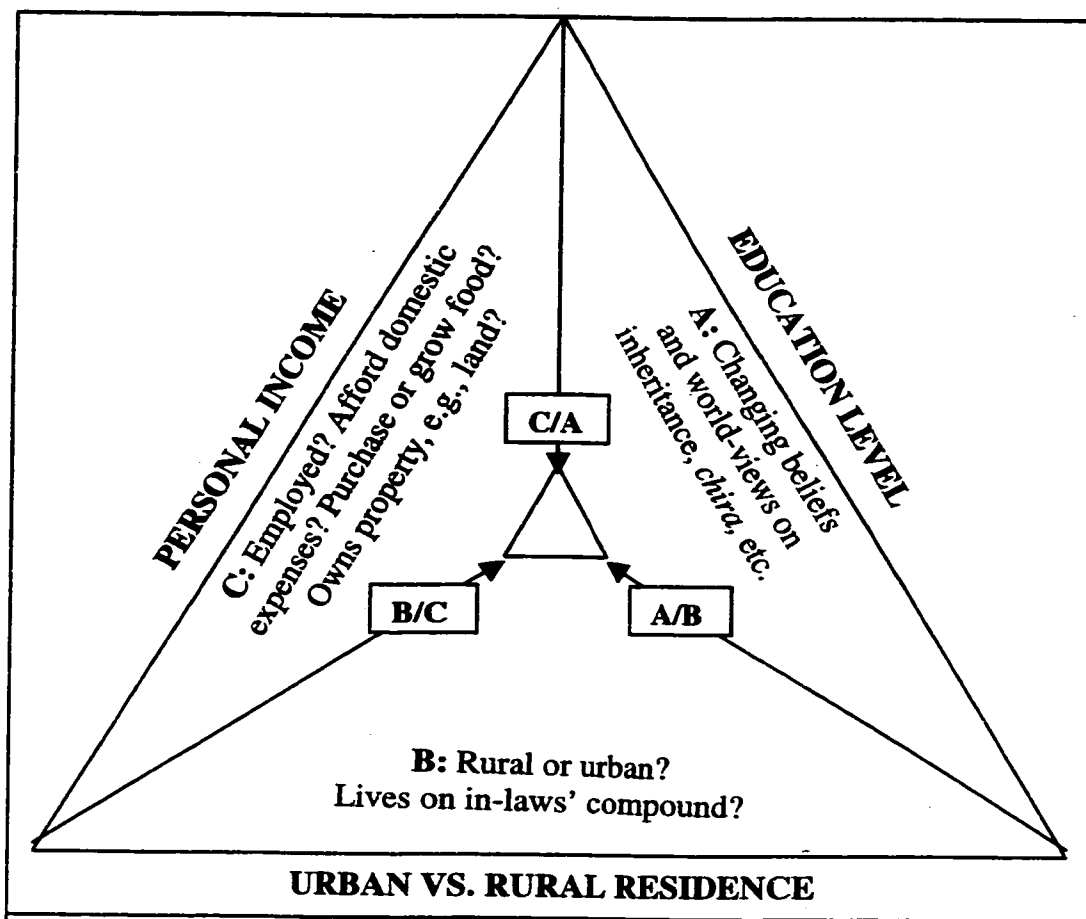 PERSONAL INCOME
C: Employed? Afford domestic
expenses? Purchase or grow food?
Owns property, e.g., land?
EDUCATION LEVEL
A: Changing beliefs
and world-views on
inheritance, chira, etc.
C/A
B/C
A/B
B: Rural or urban?
Lives on in-laws' compound?
URBAN VS. RURAL RESIDENCE